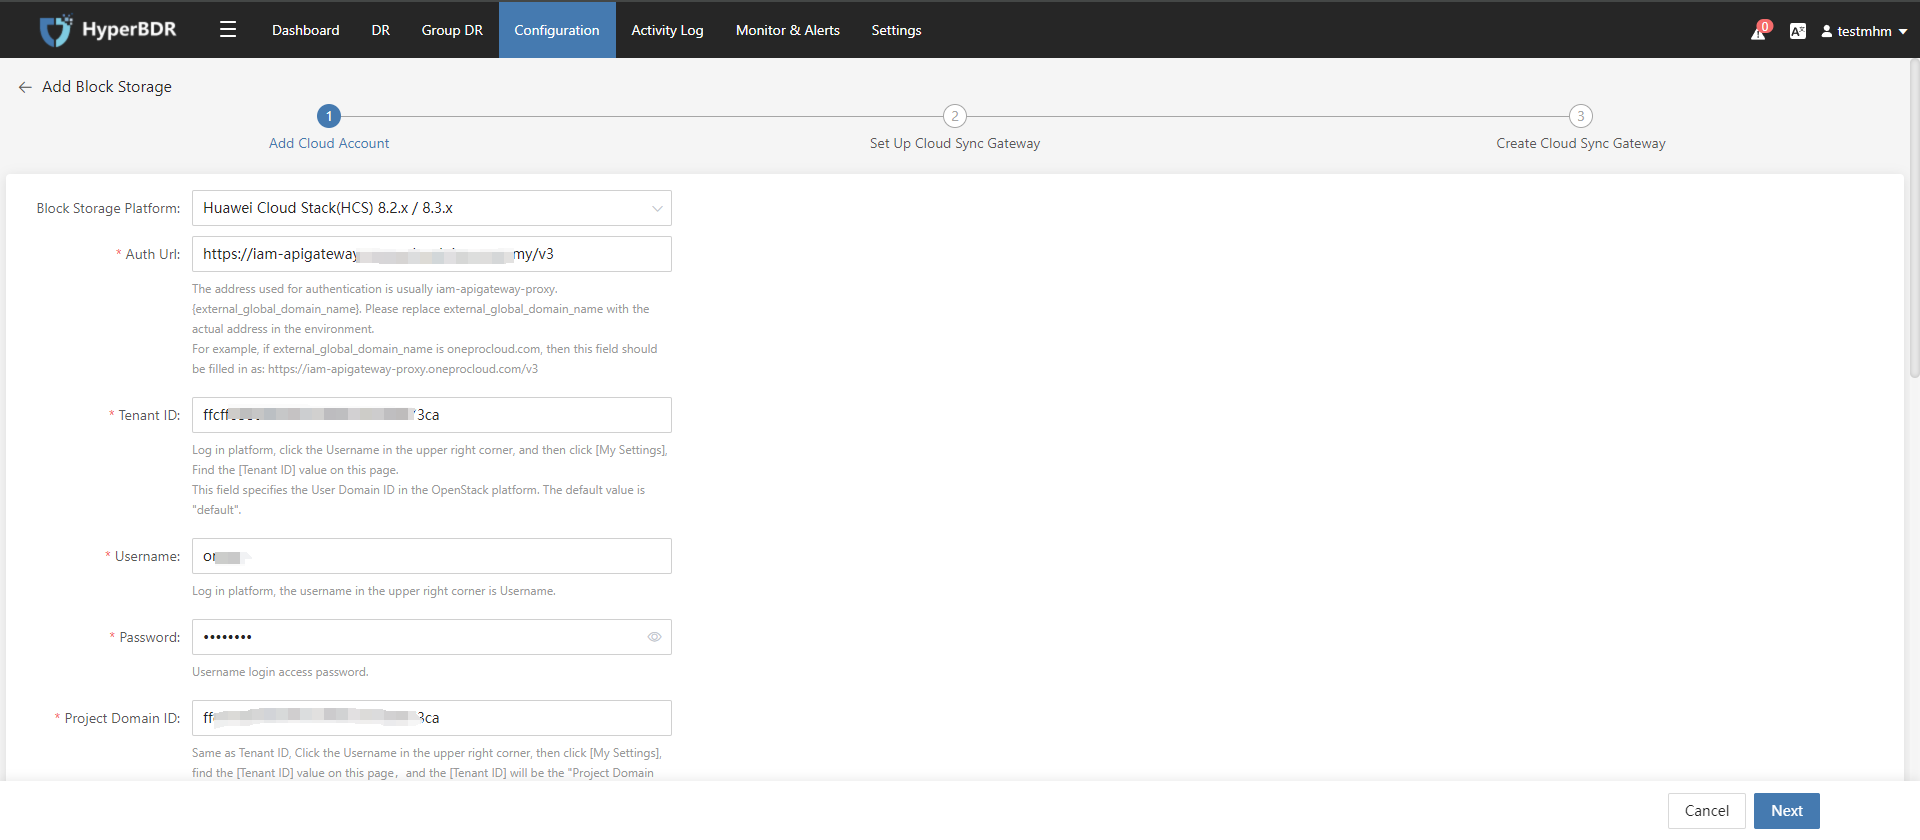 HyperBDR
Dashboard
DR
Group DR
Configuration
Activity Log
Monitor & Alerts
Settings
0
testmhm
Add Block Storage
1
2
3
Add Cloud Account
Set Up Cloud Sync Gateway
Create Cloud Sync Gateway
Block Storage Platform:
Huawei Cloud Stack(HCS) 8.2.x / 8.3.x
* Auth Url:
https://iam-apigateway
my/v3
The address used for authentication is usually iam-apigateway-proxy.
{external_global_domain_name}. Please replace external_global_domain_name with the
actual address in the environment.
For example, if external_global_domain_name is oneprocloud.com, then this field should
be filled in as: https://iam-apigateway-proxy.oneprocloud.com/v3
* Tenant ID:
ffcff
3ca
Log in platform, click the Username in the upper right corner, and then click [My Settings],
Find the [Tenant ID] value on this page.
This field specifies the User Domain ID in the OpenStack platform. The default value is
"default".
* Username:
Log in platform, the username in the upper right corner is Username.
* Password:
••••••••
Username login access password.
* Project Domain ID:
ff
3ca
Same as Tenant ID, Click the Username in the upper right corner, then click [My Settings],
find the [Tenant ID] value on this page，and the [Tenant ID] will be the "Project Domain
Cancel
Next